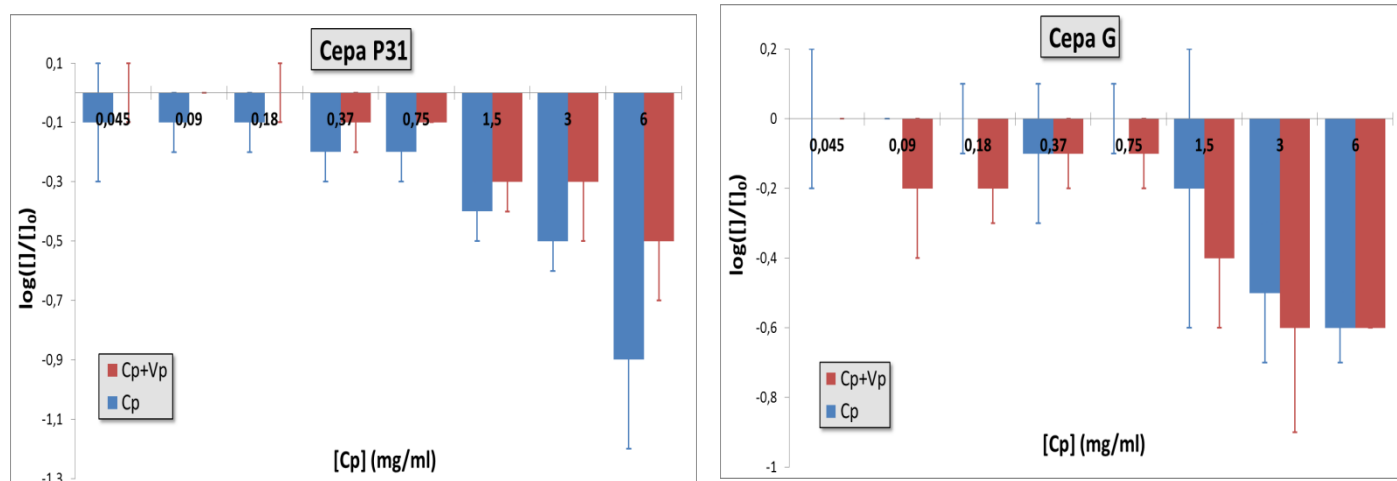 Cepa P31
0,1
-0,1
-0,3
-0,5
-0,7
-0,9
-1,1
-1,3
log([]/[]₀)
0,045 0,09 0,18 0,37 0,75 1,5 3 6
Cp+Vp
Cp
[Cp] (mg/ml)
Cepa G
0,2
0
-0,2
-0,4
-0,6
-0,8
-1
log([]/[]₀)
0,045 0,09 0,18 0,37 0,75 1,5 3 6
Cp+Vp
Cp
[Cp] (mg/ml)